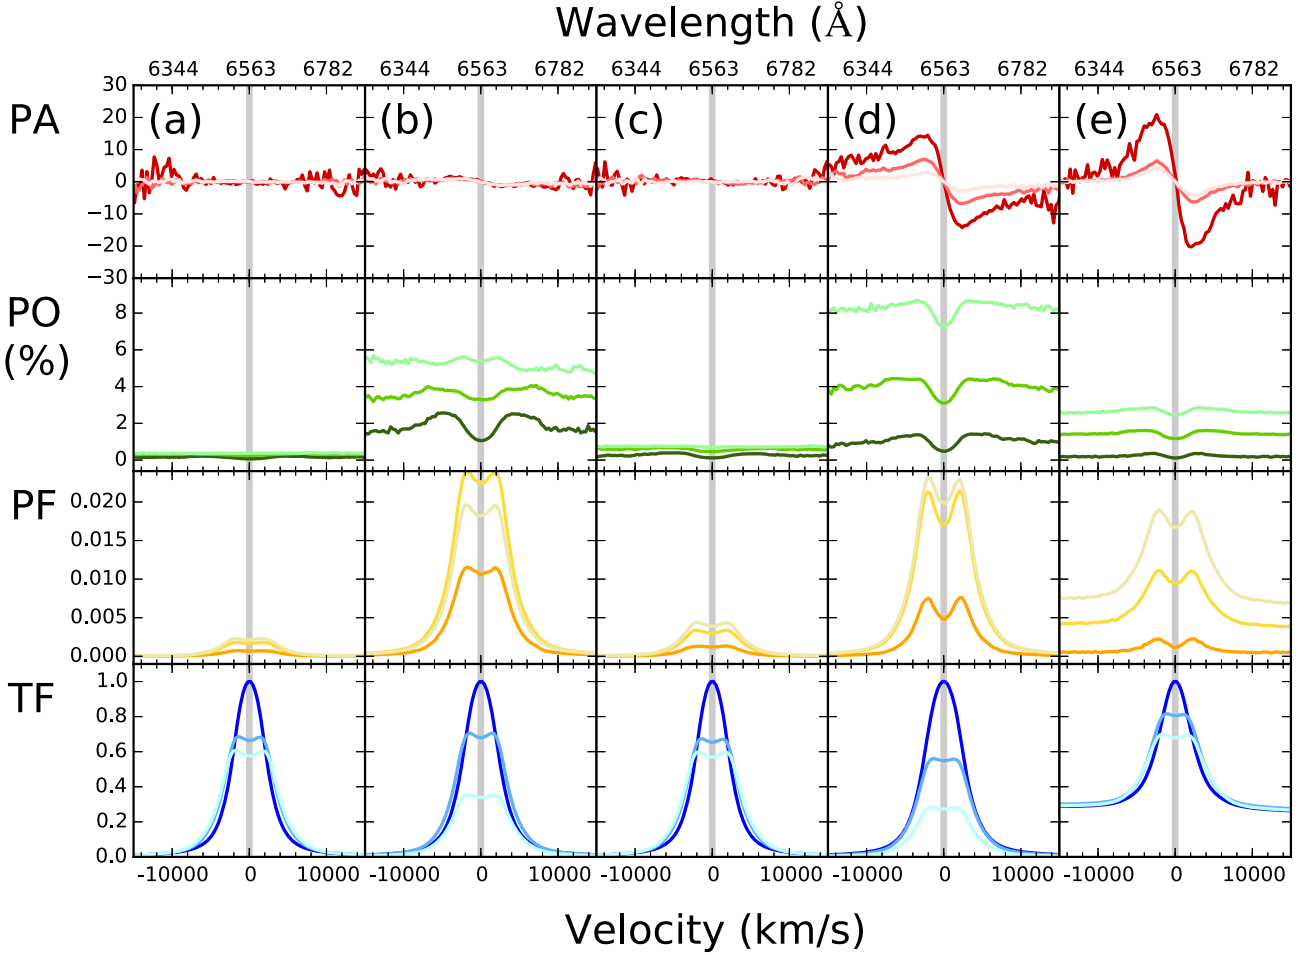 Wavelength (Å)
6344 6563 6782 6344 6563 6782 6344 6563 6782 6344 6563 6782 6344 6563 6782
PA
30
20
10
0
−10
−20
−30
(a) (b) (c) (d) (e)
PO
(%)
8
6
4
2
0
PF
0.020
0.015
0.010
0.005
0.000
TF
1.0
0.8
0.6
0.4
0.2
0.0
-10000 0 10000 -10000 0 10000 -10000 0 10000 -10000 0 10000 -10000 0 10000
Velocity (km/s)